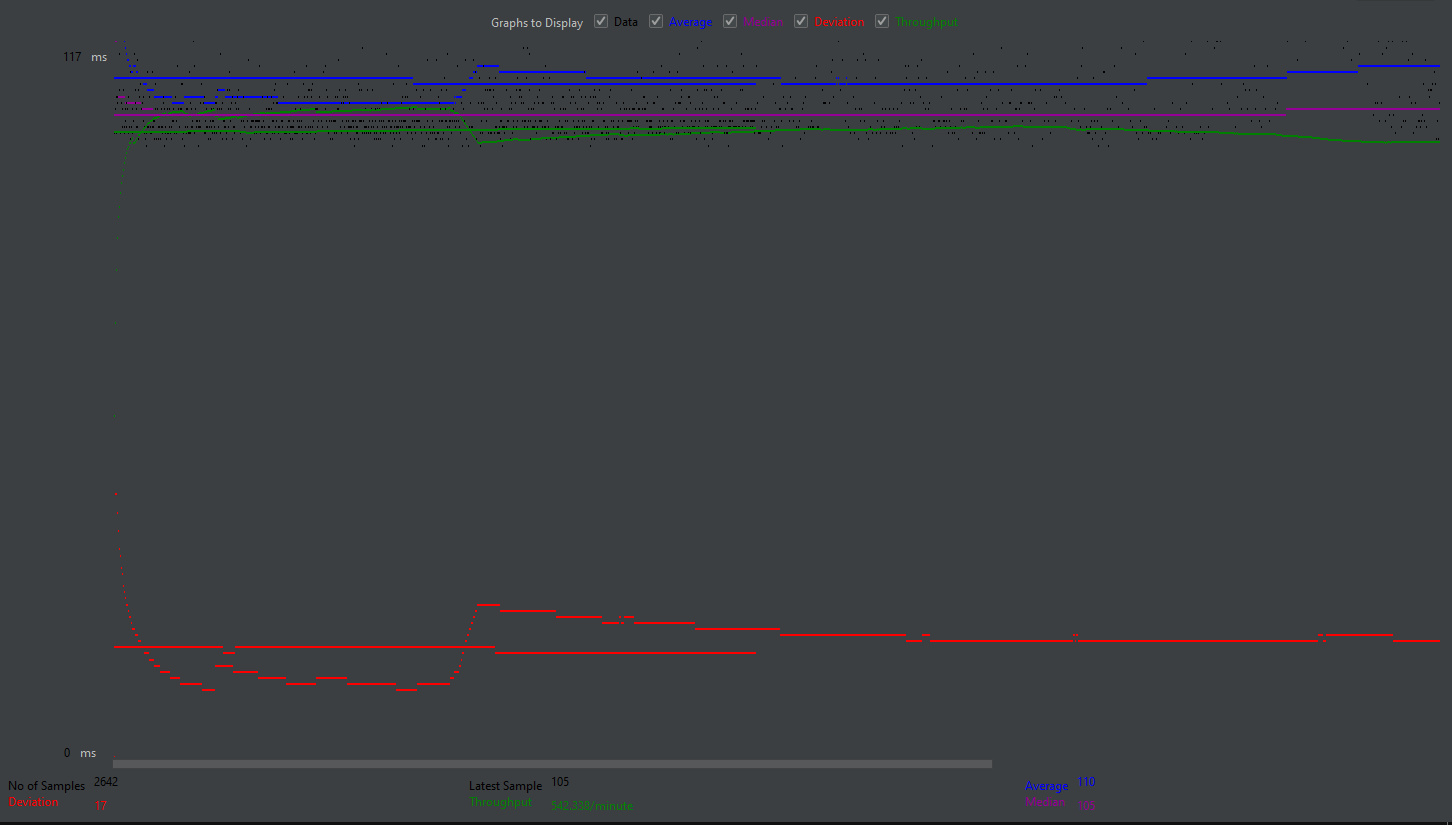 Graphs to Display Data Average Median Deviation Throughput
117 ms
0 ms
No of Samples 2642 Latest Sample 105 Average 110
Deviation 17 Throughput 542.338/minute Median